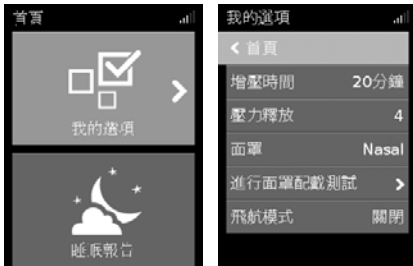 首頁
我的選項
睡眠報告
我的選項
首頁
增壓時間 20分鐘
壓力釋放 4
面罩 Nasal
進行面罩配戴測試
飛航模式 關閉